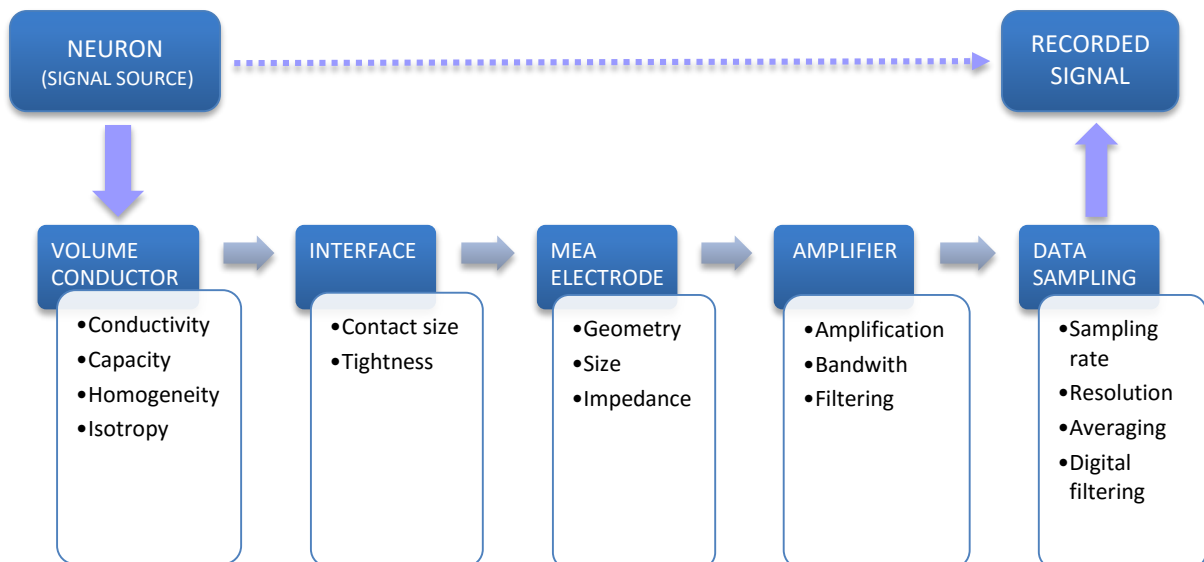 NEURON
(SIGNAL SOURCE)
RECORDED
SIGNAL
VOLUME
CONDUCTOR
•Conductivity
•Capacity
•Homogeneity
•Isotropy
INTERFACE
•Contact size
•Tightness
MEA
ELECTRODE
•Geometry
•Size
•Impedance
AMPLIFIER
•Amplification
•Bandwith
•Filtering
DATA
SAMPLING
•Sampling
rate
•Resolution
•Averaging
•Digital
filtering